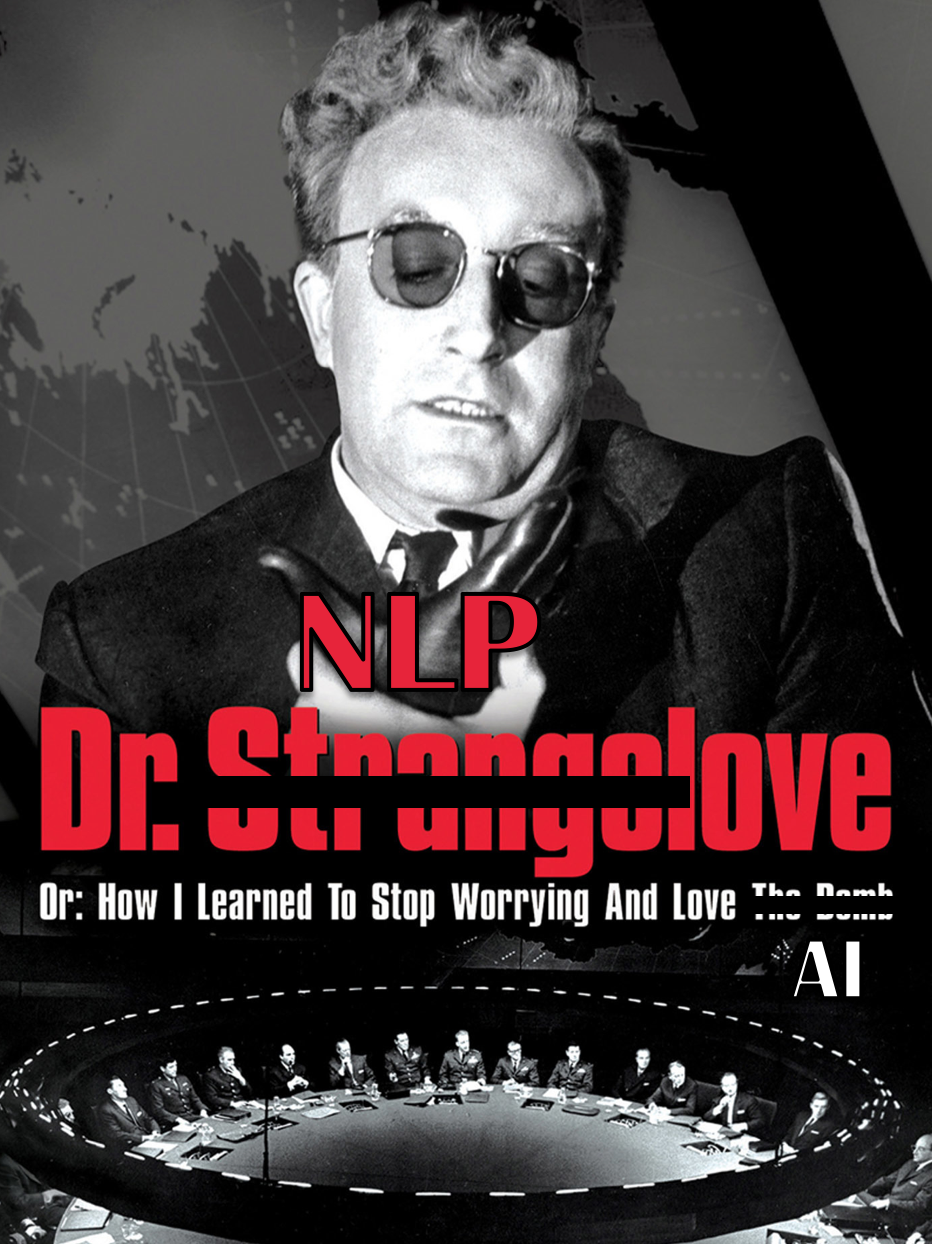 NLP
Dr. Strangelove
Or: How I Learned To Stop Worrying And Love The Bomb
AI